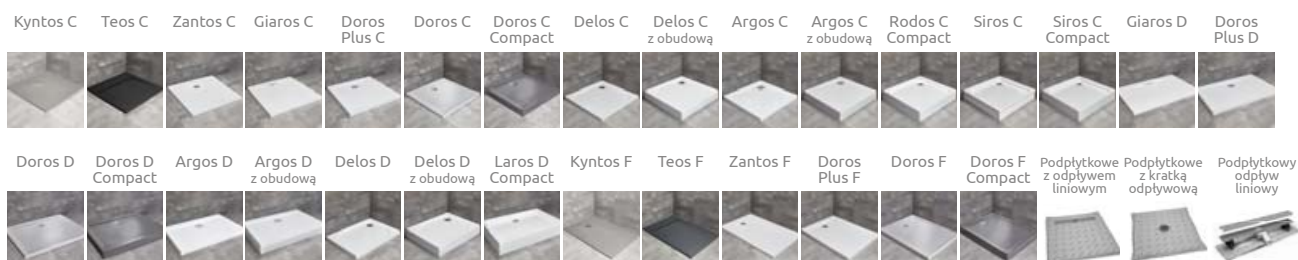 Kyntos C
Teos C
Zantos C
Giaros C
Doros
Plus C
Doros C
Doros C
Compact
Delos C
Delos C
z obudową
Argos C
Argos C
z obudową
Rodos C
Compact
Siros C
Siros C
Compact
Giaros D
Doros
Plus D
Doros D
Doros D
Compact
Argos D
Argos D
z obudową
Delos D
Delos D
z obudową
Laros D
Compact
Kyntos F
Teos F
Zantos F
Doros
Plus F
Doros F
Doros F
Compact
Podpłytkowe
z odpływem
liniowym
Podpłytkowe
z kratką
odpływową
Podpłytkowy
odpływ
liniowy